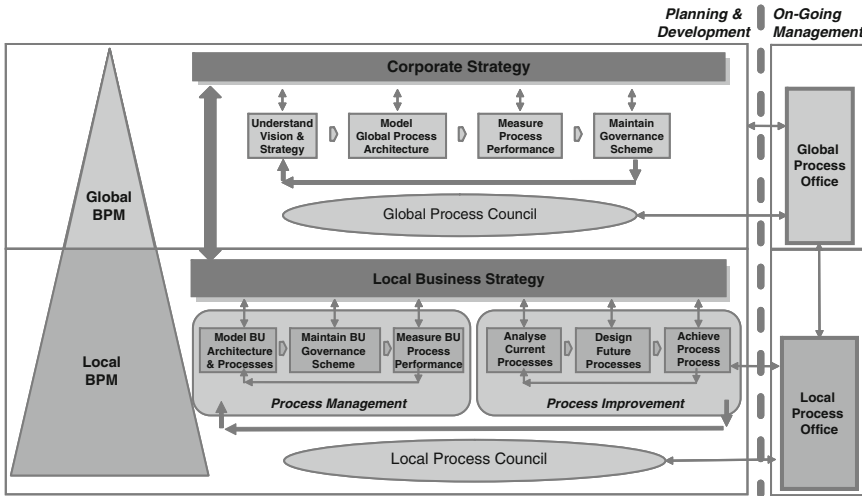 Planning &
Development
On-Going
Management
Corporate Strategy
Understand
Vision &
Strategy
Model
Global Process
Architecture
Measure
Process
Performance
Maintain
Governance
Scheme
Global
Process
Office
Global
BPM
Global Process Council
Local Business Strategy
Model BU
Architecture
& Processes
Maintain BU
Governance
Scheme
Measure BU
Process
Performance
Analyse
Current
Processes
Design
Future
Processes
Achieve
Process
Process
Local
BPM
Process Management
Process Improvement
Local
Process
Office
Local Process Council